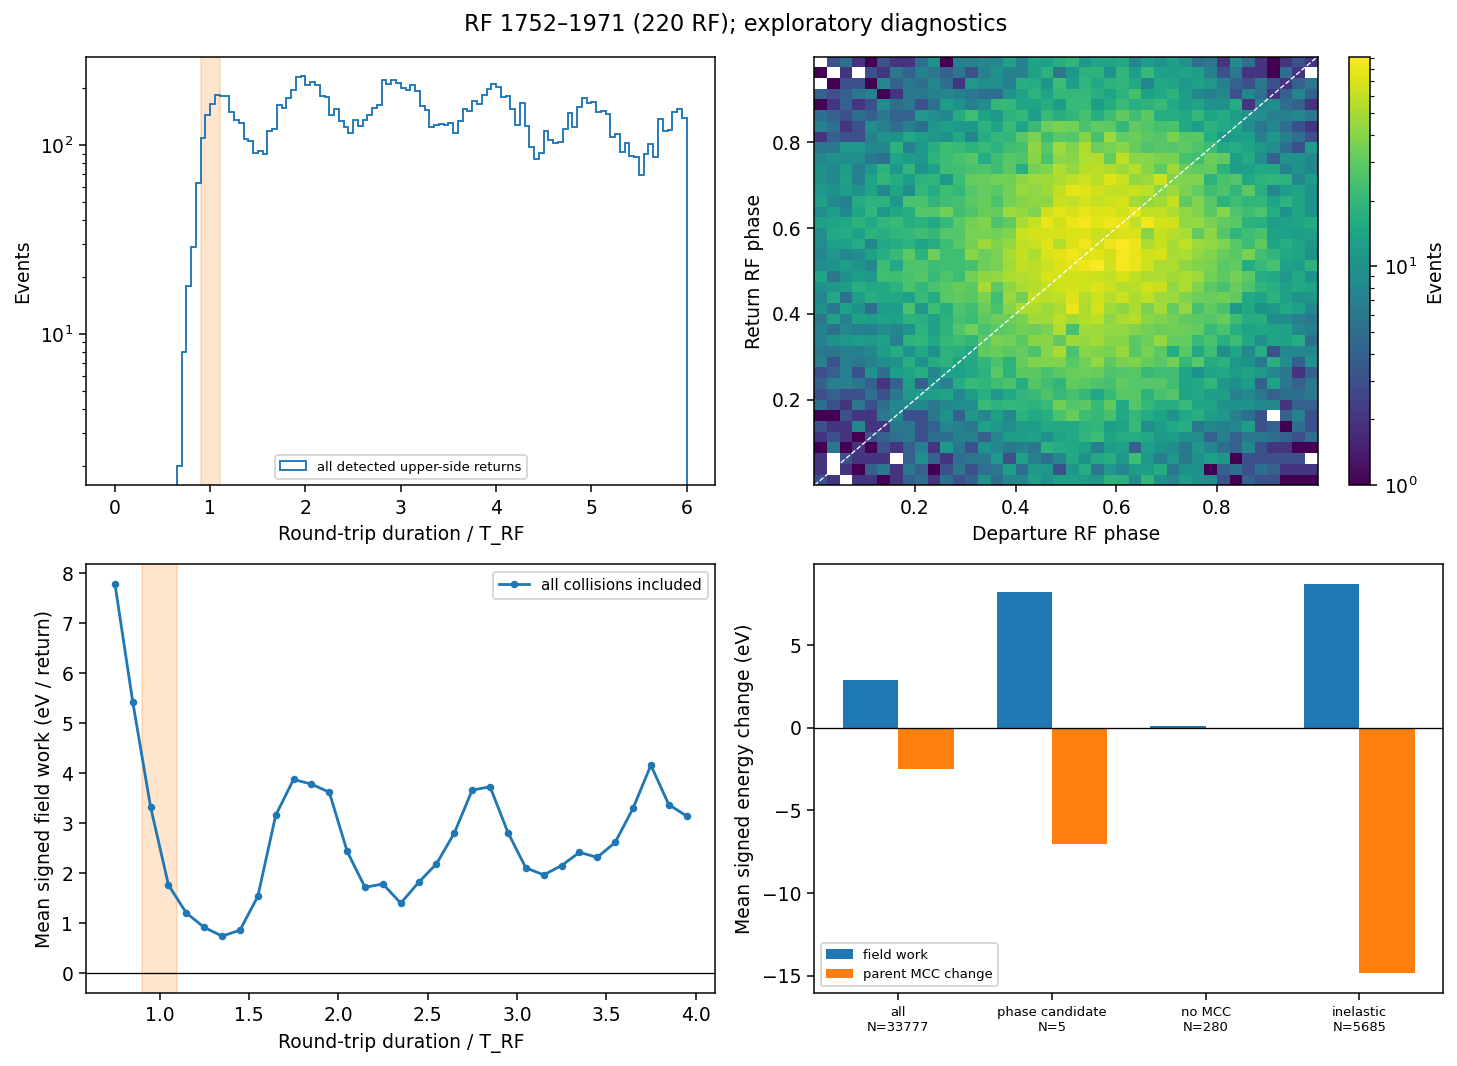 RF 1752–1971 (220 RF); exploratory diagnostics
Events
10²
10¹
all detected upper-side returns
0 1 2 3 4 5 6
Round-trip duration / T_RF
Return RF phase
0.8
0.6
0.4
0.2
0.2 0.4 0.6 0.8
Departure RF phase
10¹
10⁰
Events
Mean signed field work (eV / return)
8
7
6
5
4
3
2
1
0
all collisions included
1.0 1.5 2.0 2.5 3.0 3.5 4.0
Round-trip duration / T_RF
Mean signed energy change (eV)
5
0
−5
−10
−15
field work
parent MCC change
all phase candidate no MCC inelastic
N=33777 N=5 N=280 N=5685